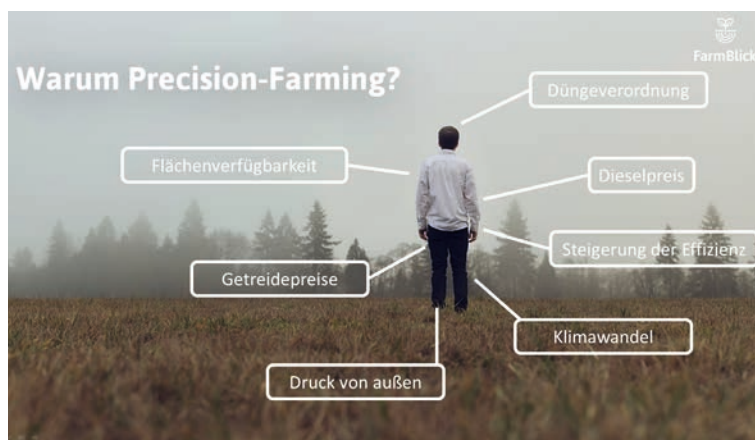 FarmBlick
Warum Precision-Farming?
Düngeverordnung
Flächenverfügbarkeit
Dieselpreis
Steigerung der Effizienz
Getreidepreise
Klimawandel
Druck von außen